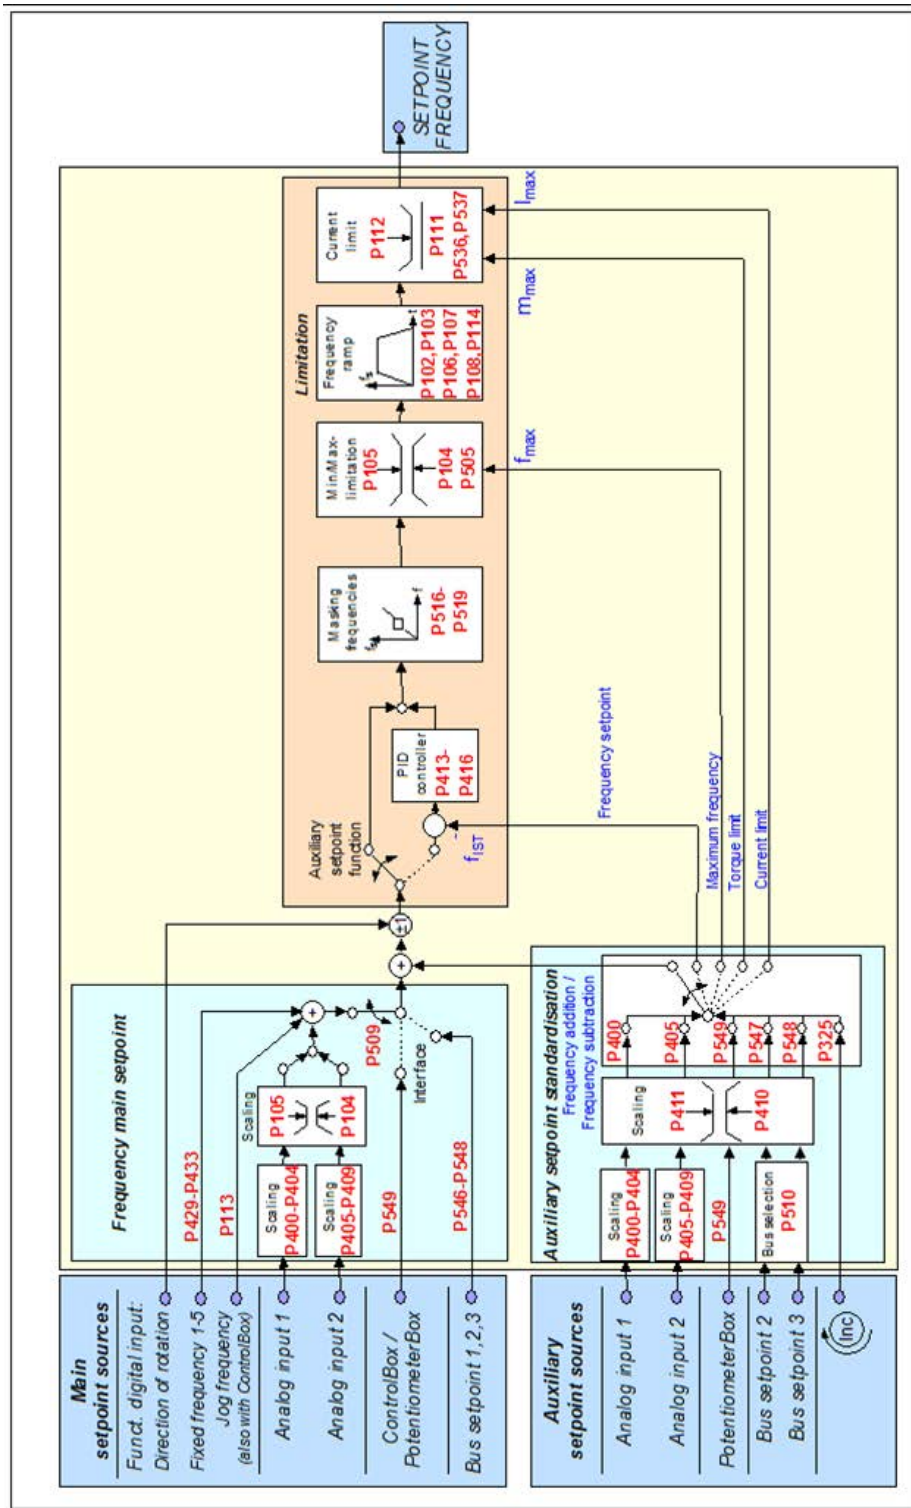 Main
setpoint sources
Funct. digital input:
Direction of rotation
Fixed frequency 1-5
Jog frequency
(also with ControlBox)
Analog input 1
Analog input 2
ControlBox /
PotentiometerBox
Bus setpoint 1,2,3
Frequency main setpoint
P429-P433
P113
Scaling
P400-P404
Scaling
P405-P409
Scaling
P105
P104
P549
P509
Interface
P546-P548
+
+
±1
Auxiliary
setpoint sources
Analog input 1
Analog input 2
PotentiometerBox
Bus setpoint 2
Bus setpoint 3
Inc
Auxiliary setpoint standardisation
Scaling
P400-P404
Scaling
P405-P409
P549
Bus selection
P510
Scaling
P411
P410
Frequency addition /
Frequency subtraction
P400
P405
P549
P547
P548
P325
Frequency setpoint
Maximum frequency
Torque limit
Current limit
Limitation
Auxiliary
setpoint
function
-
fIST
PID
controller
P413-
P416
Masking
frequencies
f
P516-
P519
Min/Max-
limitation
P105
P104
P505
fmax
Frequency
ramp
t
P102,P103
P106,P107
P108,P114
Current
limit
P112
P111
P536,P537
mmax
Imax
SETPOINT
FREQUENCY